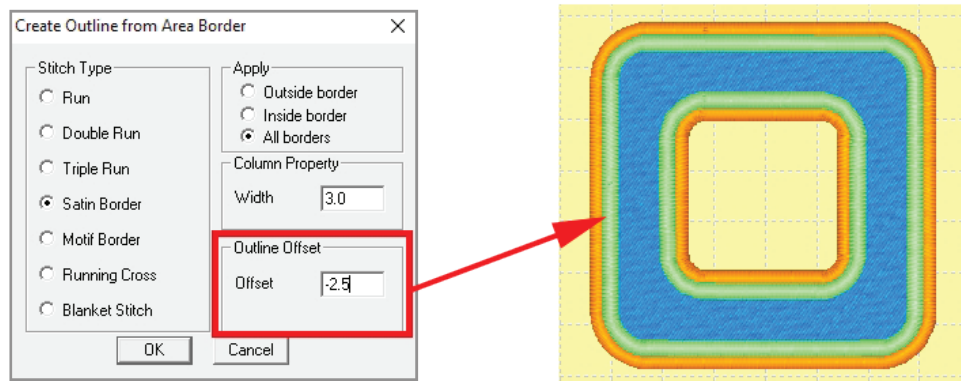 Create Outline from Area Border
Stitch Type
Run
Double Run
Triple Run
Satin Border
Motif Border
Running Cross
Blanket Stitch
Apply
Outside border
Inside border
All borders
Column Property
Width 3.0
Outline Offset
Offset -2.5
OK Cancel